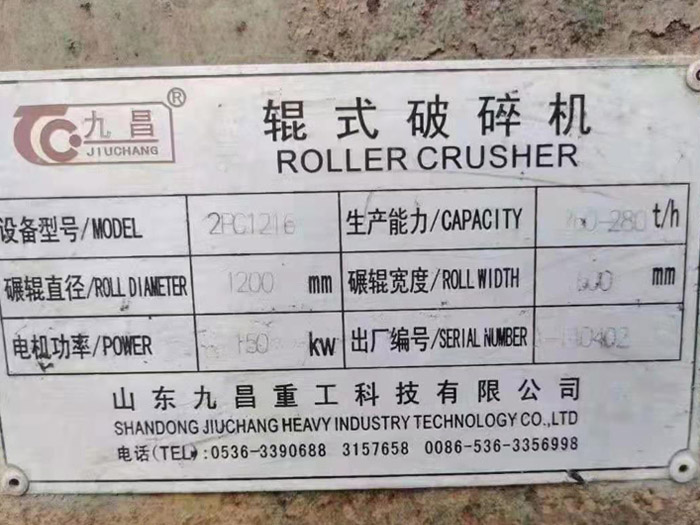 九昌®
JIUCHANG
辊式破碎机
ROLLER CRUSHER
设备型号/MODEL 生产能力/CAPACITY t/h
碾辊直径/ROLL DIAMETER 1200 mm 碾辊宽度/ROLL WIDTH mm
电机功率/POWER 150 kw 出厂编号/SERIAL NUMBER
山东九昌重工科技有限公司
SHANDONG JIUCHANG HEAVY INDUSTRY TECHNOLOGY CO.,LTD
电话(TEL):0536-3390688 3157658 0086-536-3356998